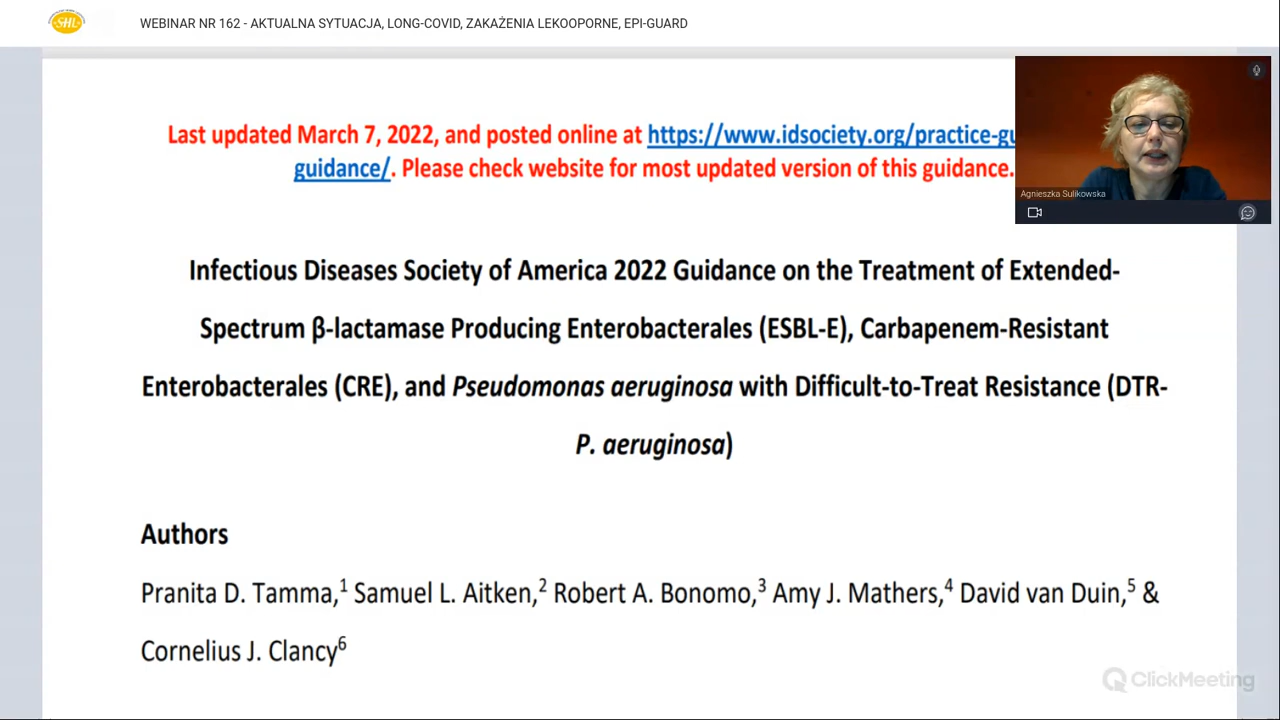 SHL
WEBINAR NR 162 - AKTUALNA SYTUACJA, LONG-COVID, ZAKAŻENIA LEKOOPORNE, EPI-GUARD
Last updated March 7, 2022, and posted online at https://www.idsociety.org/practice-gu
guidance/. Please check website for most updated version of this guidance.
Agnieszka Sulikowska
Infectious Diseases Society of America 2022 Guidance on the Treatment of Extended-
Spectrum β-lactamase Producing Enterobacterales (ESBL-E), Carbapenem-Resistant
Enterobacterales (CRE), and Pseudomonas aeruginosa with Difficult-to-Treat Resistance (DTR-
P. aeruginosa)
Authors
Pranita D. Tamma,1 Samuel L. Aitken,2 Robert A. Bonomo,3 Amy J. Mathers,4 David van Duin,5 &
Cornelius J. Clancy6
ClickMeeting